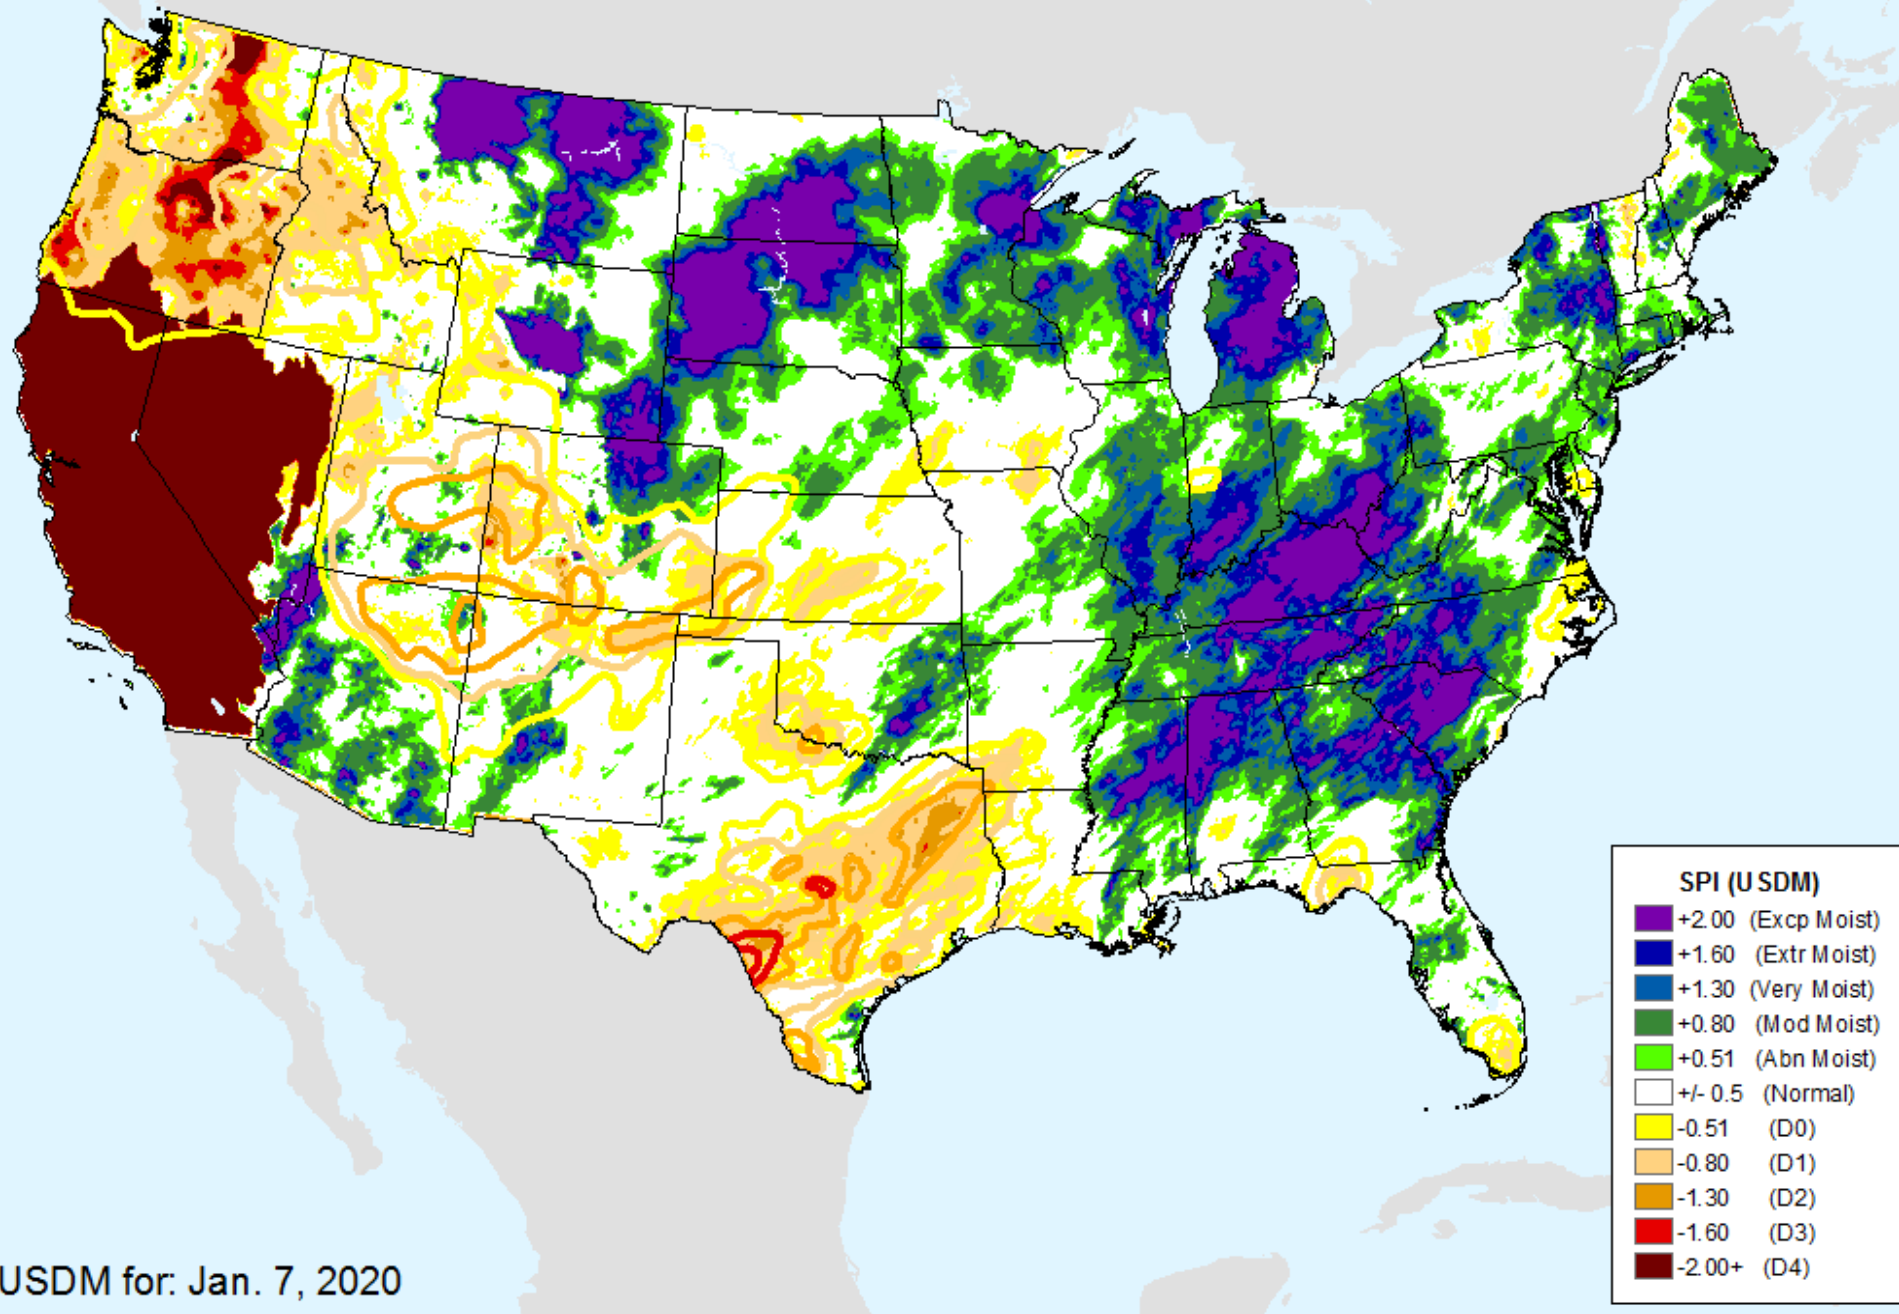 SPI (USDM)
+2.00 (Excp Moist)
+1.60 (Extr Moist)
+1.30 (Very Moist)
+0.80 (Mod Moist)
+0.51 (Abn Moist)
+/- 0.5 (Normal)
-0.51 (D0)
-0.80 (D1)
-1.30 (D2)
-1.60 (D3)
-2.00+ (D4)
USDM for: Jan. 7, 2020